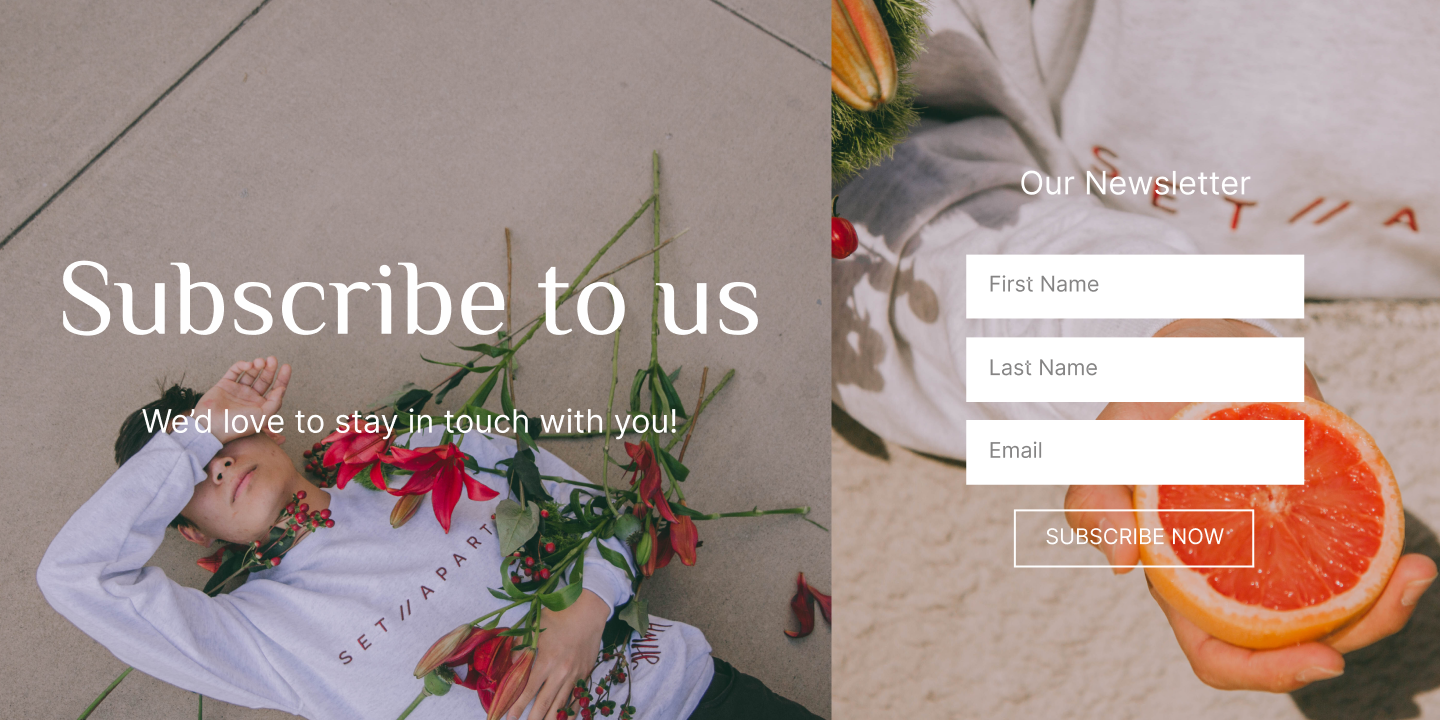 Subscribe to us
We’d love to stay in touch with you!
SET//APART
Our Newsletter
SET//A
First Name
Last Name
Email
SUBSCRIBE NOW